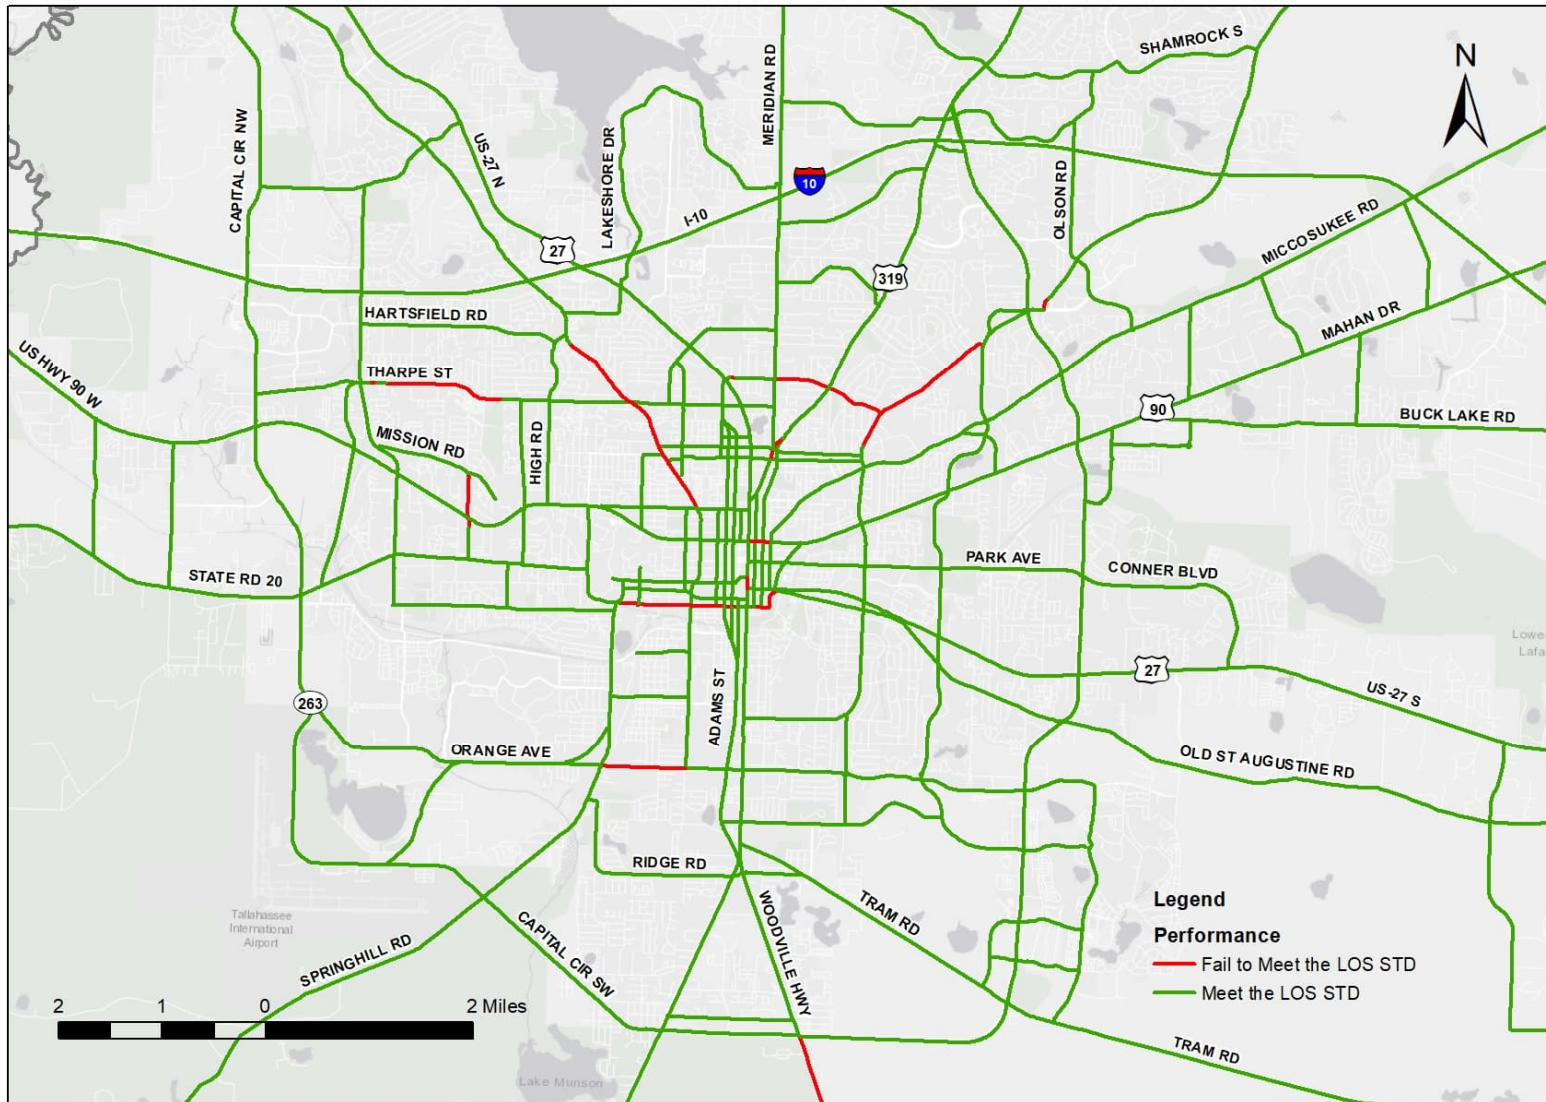 SHAMROCK S
N
MERIDIAN RD
CAPITAL CIR NW
US-27 N
LAKESHORE DR
10
I-10
OLSON RD
MICCOSUKEE RD
27
319
HARTSFIELD RD
MAHAN DR
US HWY 90 W
THARPE ST
90
BUCK LAKE RD
MISSION RD
HIGH RD
PARK AVE
CONNER BLVD
STATE RD 20
Lowe
Lafa
27
US-27 S
263
ADAMS ST
ORANGE AVE
OLD ST AUGUSTINE RD
RIDGE RD
TRAM RD
Legend
Tallahassee
International
Airport
SPRINGHILL RD
CAPITAL CIR SW
WOODVILLE HWY
Performance
Fail to Meet the LOS STD
Meet the LOS STD
2 1 0 2 Miles
TRAM RD
Lake Munson